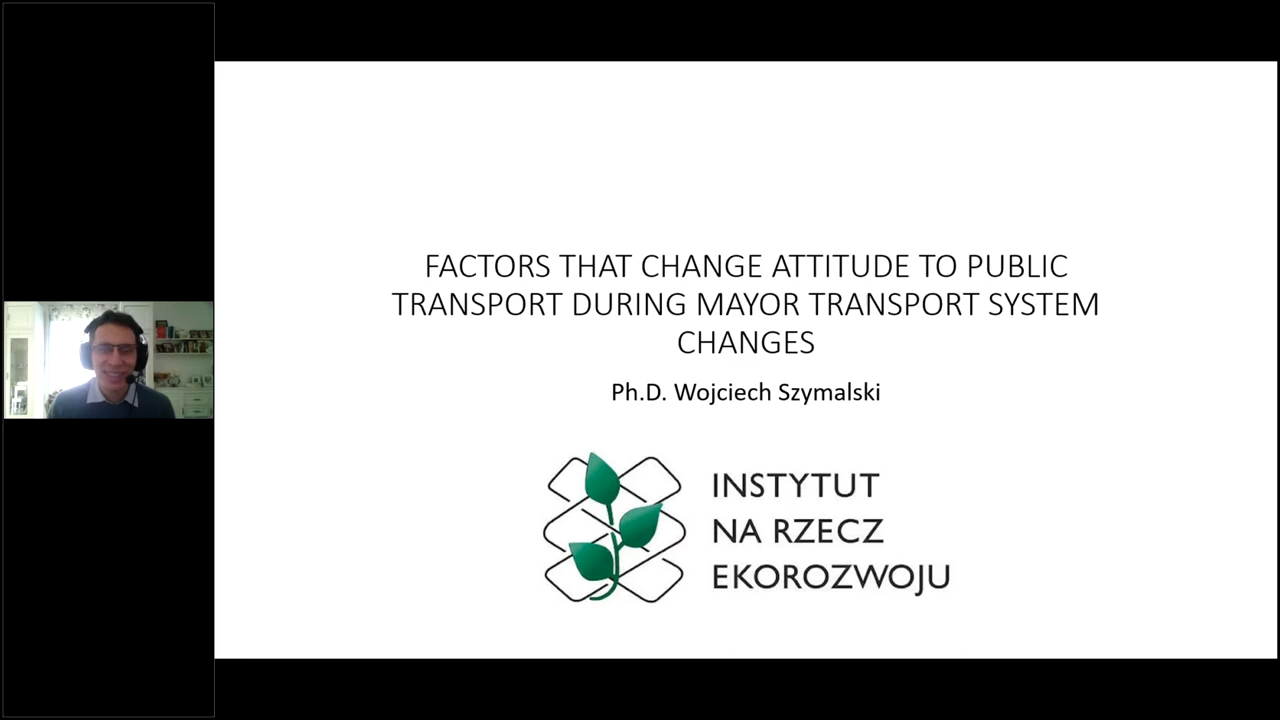 FACTORS THAT CHANGE ATTITUDE TO PUBLIC
TRANSPORT DURING MAYOR TRANSPORT SYSTEM
CHANGES
Ph.D. Wojciech Szymalski
INSTYTUT
NA RZECZ
EKOROZWOJU